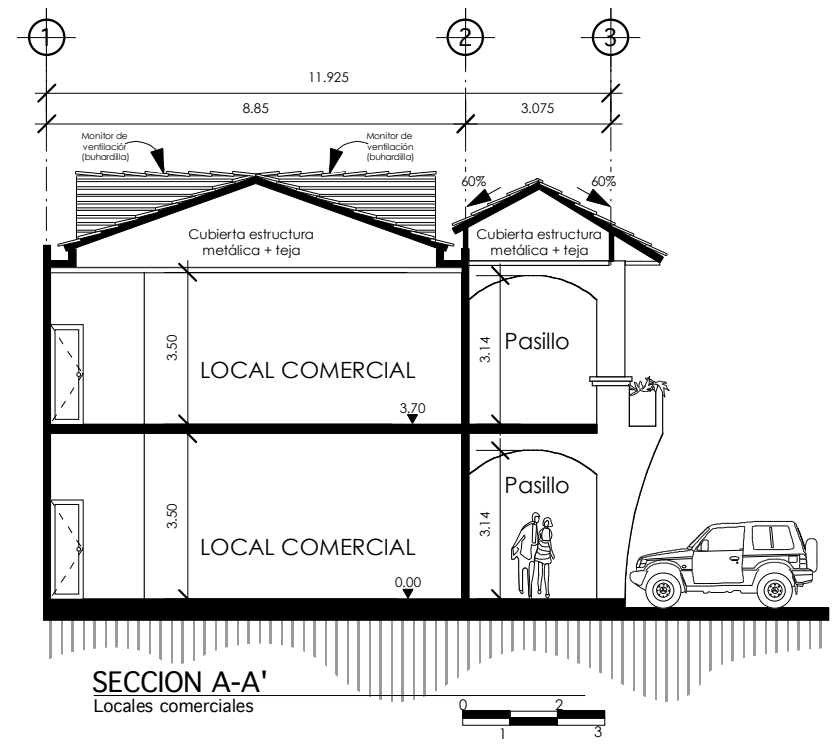 1 2 3
11.925
8.85 3.075
Monitor de
ventilación
(buhardilla)
Monitor de
ventilación
(buhardilla)
60% 60%
Cubierta estructura
metálica + teja
Cubierta estructura
metálica + teja
3.50
LOCAL COMERCIAL
3.14
Pasillo
3.70
3.50
LOCAL COMERCIAL
3.14
Pasillo
0.00
SECCION A-A'
Locales comerciales
0 2
1 3